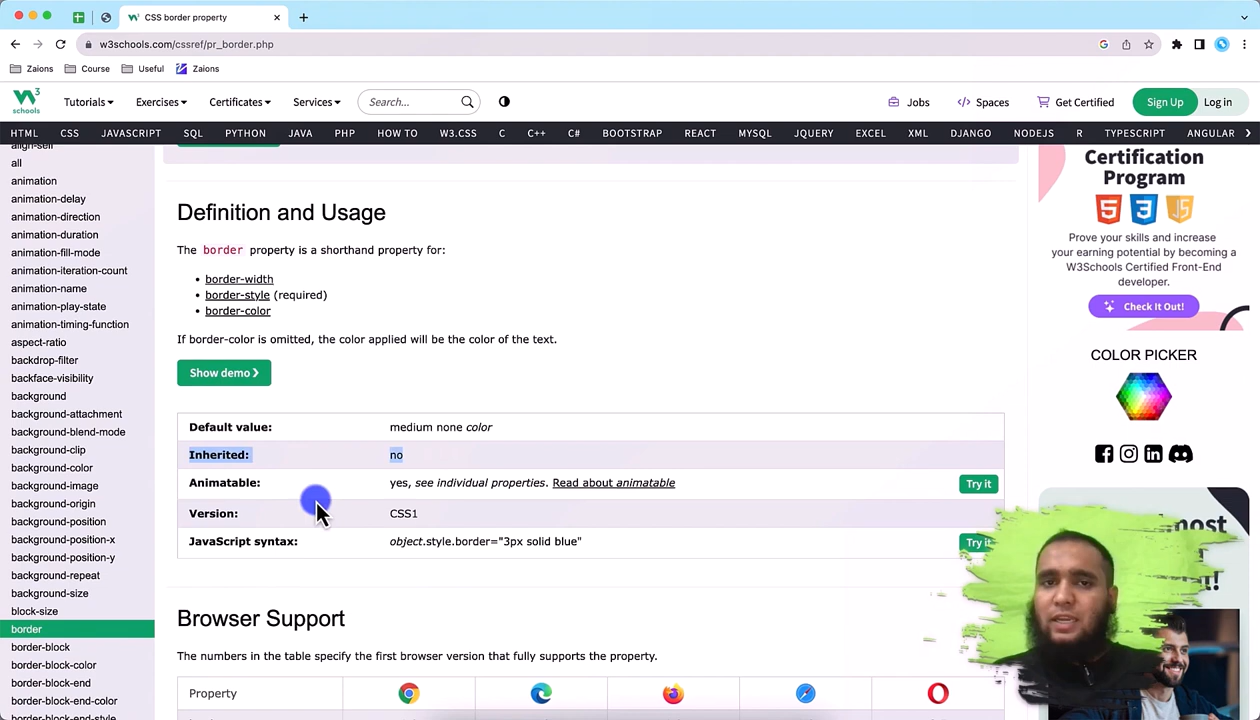 CSS border property
w3schools.com/cssref/pr_border.php
Zaions
Course
Useful
Zaions
W3
schools
Tutorials
Exercises
Certificates
Services
Search...
Jobs
Spaces
Get Certified
Sign Up
Log in
HTML CSS JAVASCRIPT SQL PYTHON JAVA PHP HOW TO W3.CSS C C++ C# BOOTSTRAP REACT MYSQL JQUERY EXCEL XML DJANGO NODEJS R TYPESCRIPT ANGULAR
align-self
all
animation
animation-delay
animation-direction
animation-duration
animation-fill-mode
animation-iteration-count
animation-name
animation-play-state
animation-timing-function
aspect-ratio
backdrop-filter
backface-visibility
background
background-attachment
background-blend-mode
background-clip
background-color
background-image
background-origin
background-position
background-position-x
background-position-y
background-repeat
background-size
block-size
border
border-block
border-block-color
border-block-end
border-block-end-color
border-block-end-style
Definition and Usage
The border property is a shorthand property for:
• border-width
• border-style (required)
• border-color
If border-color is omitted, the color applied will be the color of the text.
Show demo ❯
Default value: medium none color
Inherited: no
Animatable: yes, see individual properties. Read about animatable Try it
Version: CSS1
JavaScript syntax: object.style.border="3px solid blue" Try it
Browser Support
The numbers in the table specify the first browser version that fully supports the property.
Property
Certification
Program
5 3 JS
Prove your skills and increase
your earning potential by becoming a
W3Schools Certified Front-End
developer.
Check It Out!
COLOR PICKER